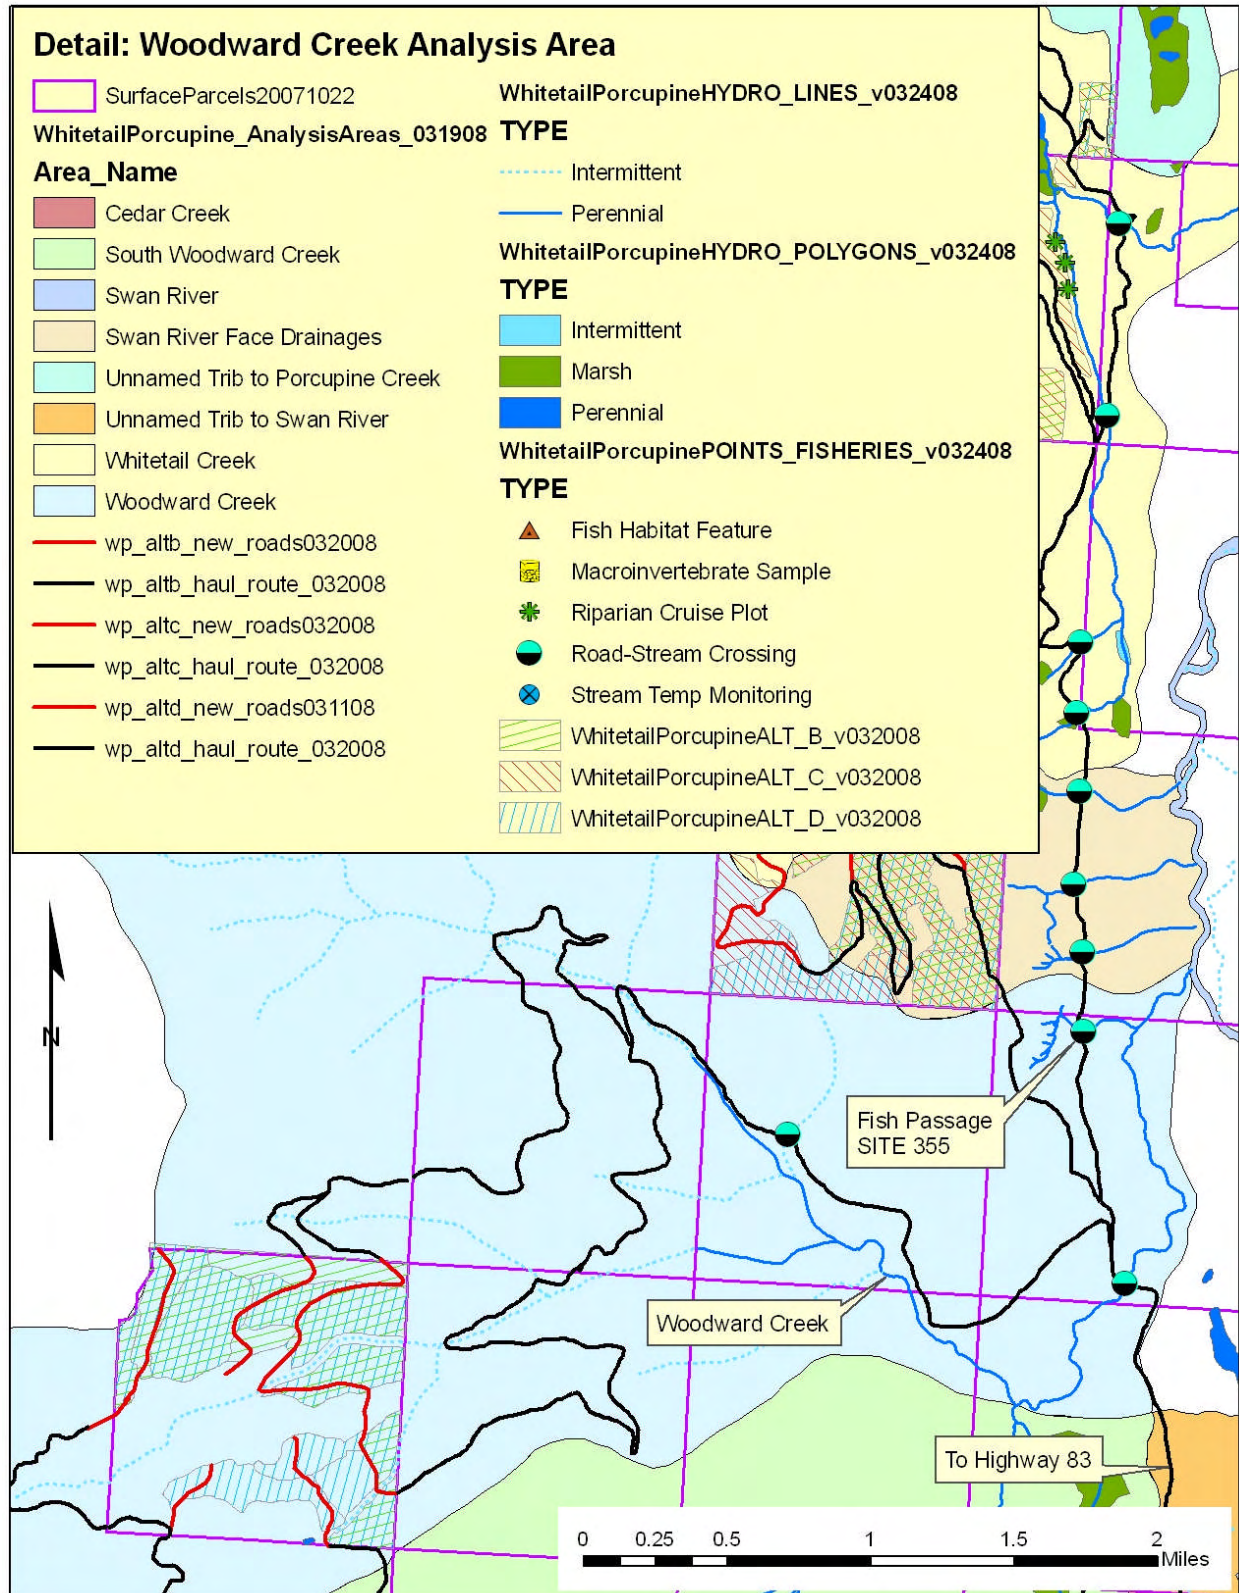 Detail: Woodward Creek Analysis Area
SurfaceParcels20071022
WhitetailPorcupine_AnalysisAreas_031908
Area_Name
Cedar Creek
South Woodward Creek
Swan River
Swan River Face Drainages
Unnamed Trib to Porcupine Creek
Unnamed Trib to Swan River
Whitetail Creek
Woodward Creek
wp_altb_new_roads032008
wp_altb_haul_route_032008
wp_altc_new_roads032008
wp_altc_haul_route_032008
wp_altd_new_roads031108
wp_altd_haul_route_032008
WhitetailPorcupineHYDRO_LINES_v032408
TYPE
Intermittent
Perennial
WhitetailPorcupineHYDRO_POLYGONS_v032408
TYPE
Intermittent
Marsh
Perennial
WhitetailPorcupinePOINTS_FISHERIES_v032408
TYPE
Fish Habitat Feature
Macroinvertebrate Sample
Riparian Cruise Plot
Road-Stream Crossing
Stream Temp Monitoring
WhitetailPorcupineALT_B_v032008
WhitetailPorcupineALT_C_v032008
WhitetailPorcupineALT_D_v032008
N
Fish Passage
SITE 355
Woodward Creek
To Highway 83
0 0.25 0.5 1 1.5 2
Miles